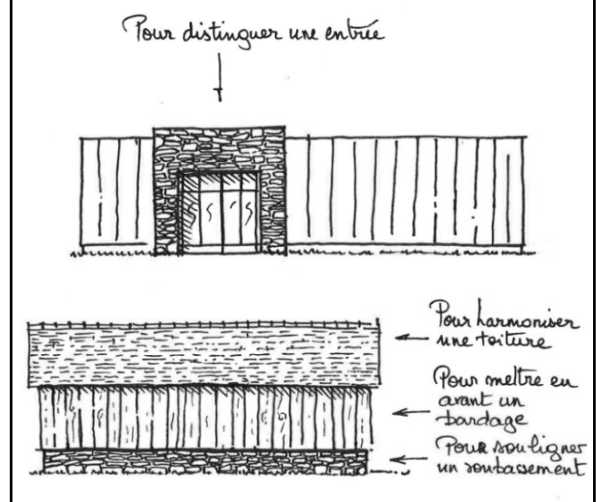 Pour distinguer une entrée
Pour harmoniser
une toiture
Pour mettre en
avant un
bardage
Pour souligner
un soubassement